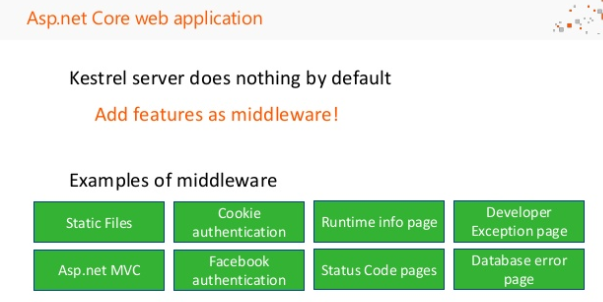 Asp.net Core web application
Kestrel server does nothing by default
Add features as middleware!
Examples of middleware
Static Files
Cookie
authentication
Runtime info page
Developer
Exception page
Asp.net MVC
Facebook
authentication
Status Code pages
Database error
page